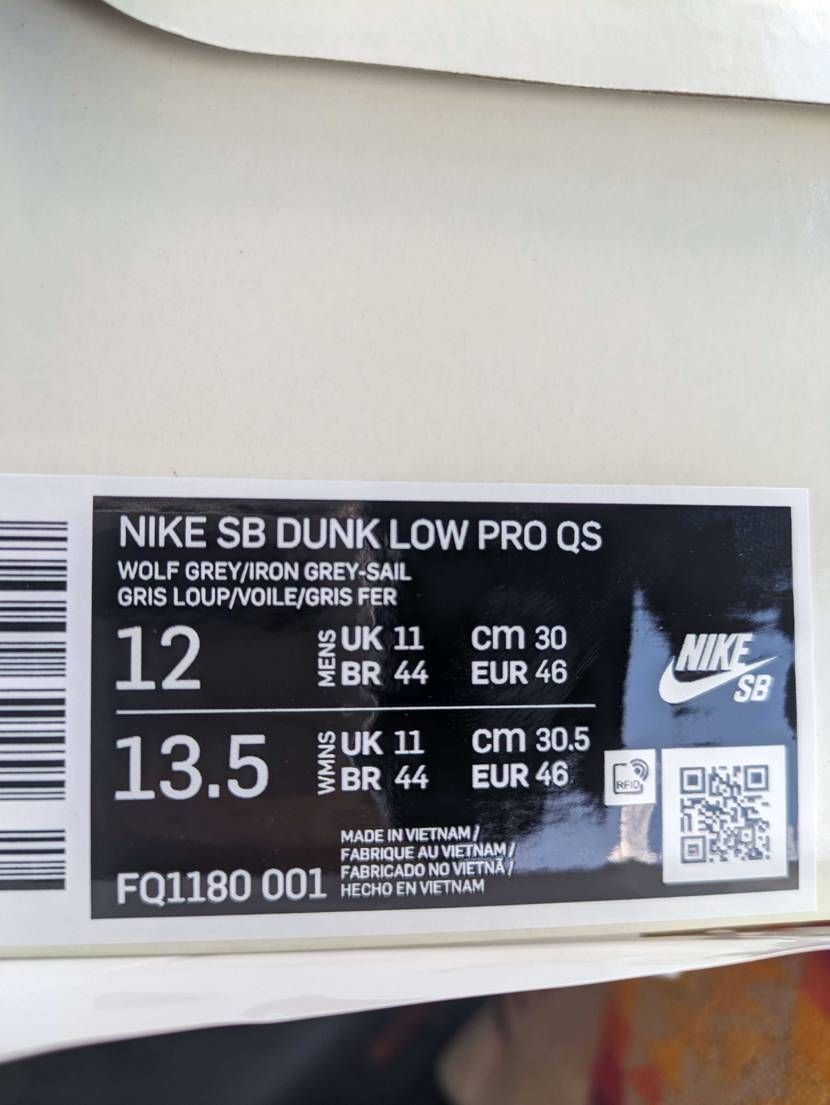 NIKE SB DUNK LOW PRO QS
WOLF GREY/IRON GREY-SAIL
GRIS LOUP/VOILE/GRIS FER
12 MENS UK 11 cm 30
BR 44 EUR 46
13.5 WMNS UK 11 cm 30.5
BR 44 EUR 46
NIKE
SB
RFID
MADE IN VIETNAM /
FABRIQUE AU VIETNAM /
FABRICADO NO VIETNÃ /
FQ1180 001 HECHO EN VIETNAM